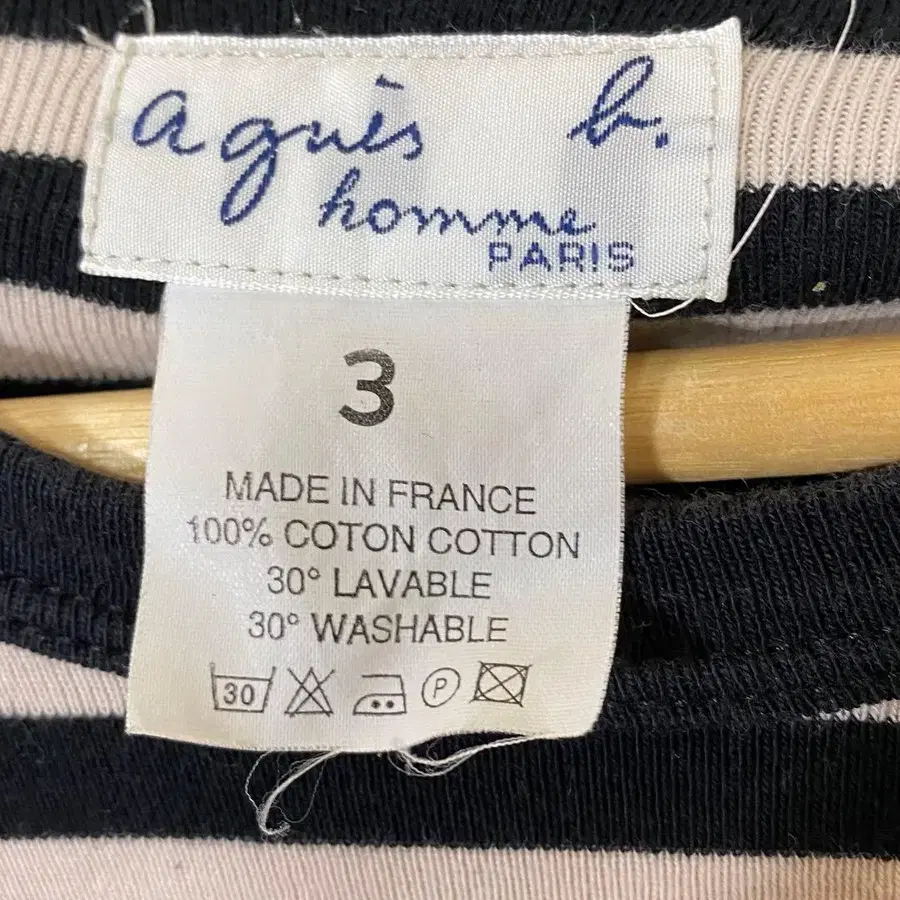 agnès b.
homme
PARIS
3
MADE IN FRANCE
100% COTON COTTON
30° LAVABLE
30° WASHABLE
30 P